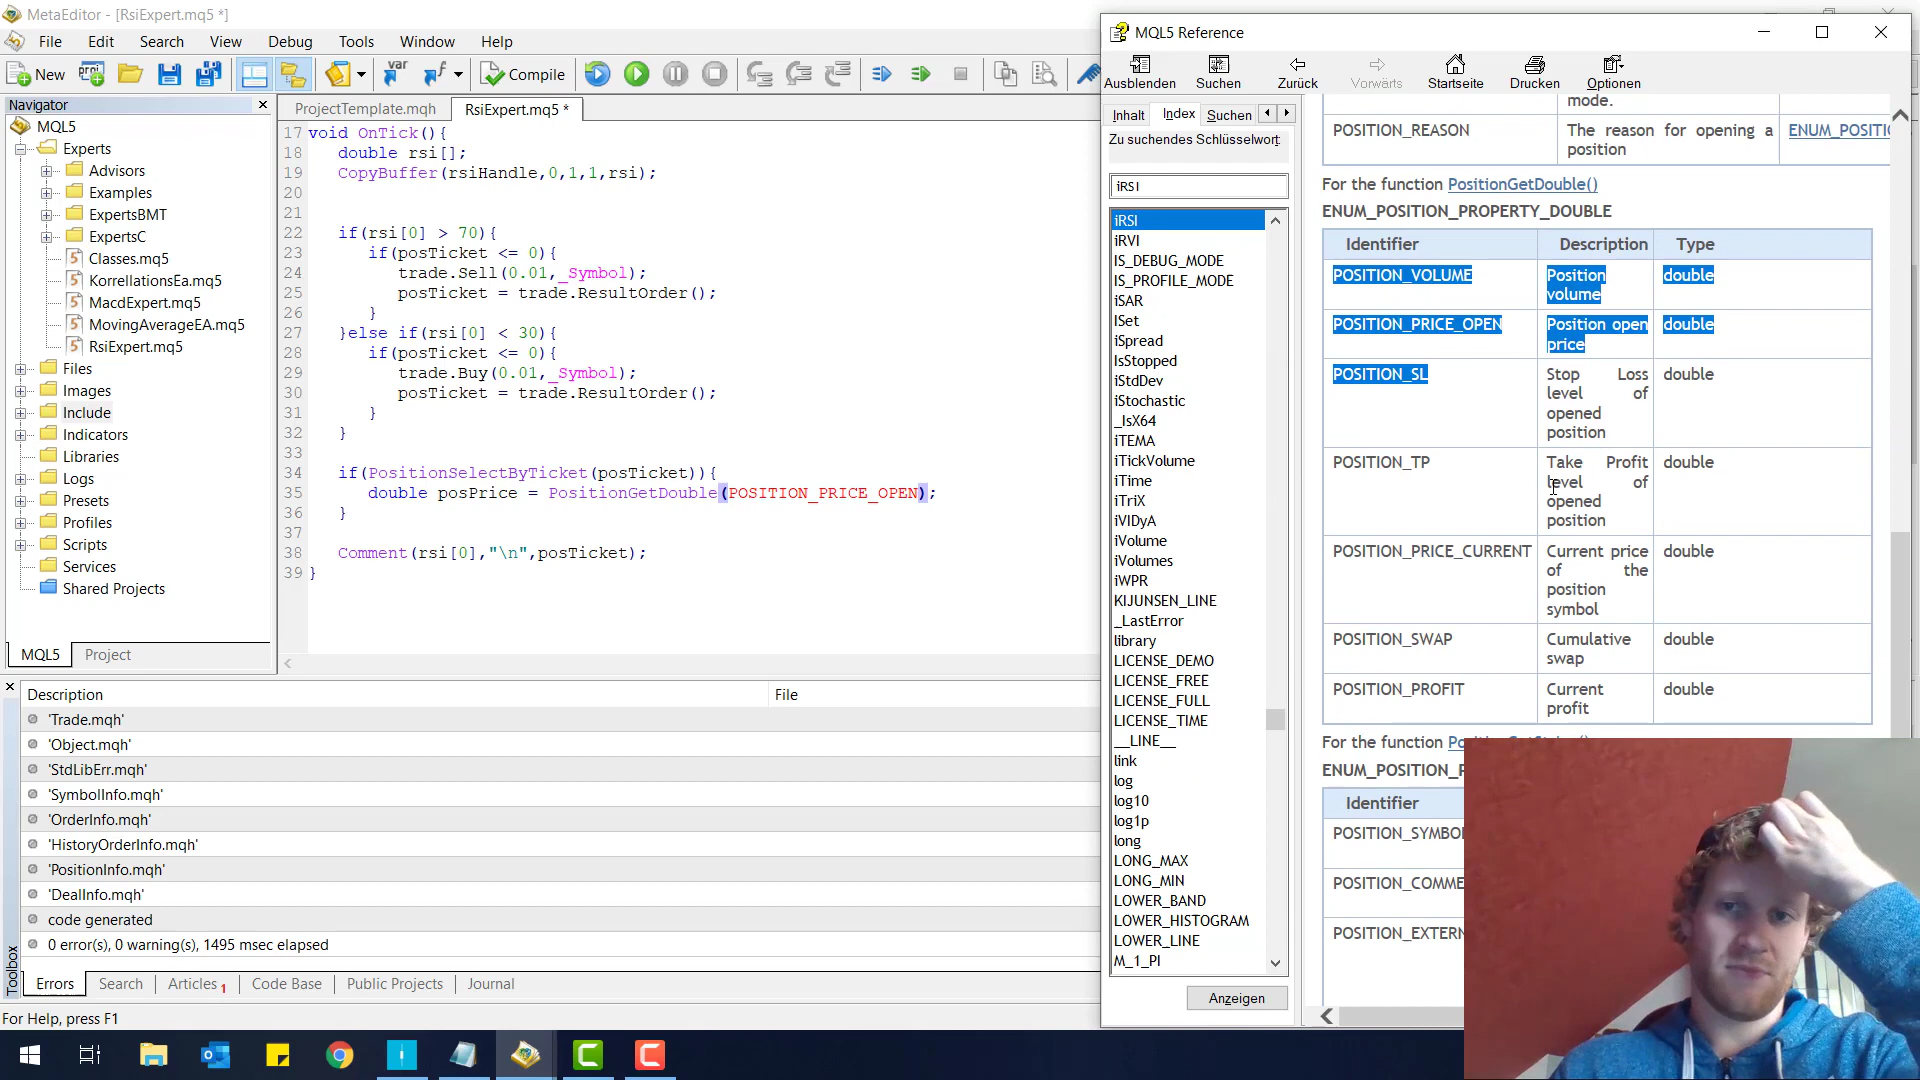 MetaEditor - [RsiExpert.mq5 *]
File Edit Search View Debug Tools Window Help
New
var
Compile
Navigator
MQL5
Experts
Advisors
Examples
ExpertsBMT
ExpertsC
Classes.mq5
KorrellationsEa.mq5
MacdExpert.mq5
MovingAverageEA.mq5
RsiExpert.mq5
Files
Images
Include
Indicators
Libraries
Logs
Presets
Profiles
Scripts
Services
Shared Projects
MQL5 Project
ProjectTemplate.mqh RsiExpert.mq5 *
17 void OnTick(){
18 double rsi[];
19 CopyBuffer(rsiHandle,0,1,1,rsi);
20
21
22 if(rsi[0] > 70){
23 if(posTicket <= 0){
24 trade.Sell(0.01,_Symbol);
25 posTicket = trade.ResultOrder();
26 }
27 }else if(rsi[0] < 30){
28 if(posTicket <= 0){
29 trade.Buy(0.01,_Symbol);
30 posTicket = trade.ResultOrder();
31 }
32 }
33
34 if(PositionSelectByTicket(posTicket)){
35 double posPrice = PositionGetDouble(POSITION_PRICE_OPEN);
36 }
37
38 Comment(rsi[0],"\n",posTicket);
39 }
Description File
'Trade.mqh'
'Object.mqh'
'StdLibErr.mqh'
'SymbolInfo.mqh'
'OrderInfo.mqh'
'HistoryOrderInfo.mqh'
'PositionInfo.mqh'
'DealInfo.mqh'
code generated
0 error(s), 0 warning(s), 1495 msec elapsed
Toolbox
Errors Search Articles 1 Code Base Public Projects Journal
For Help, press F1
MQL5 Reference
Ausblenden Suchen Zurück Vorwärts Startseite Drucken Optionen
Inhalt Index Suchen
Zu suchendes Schlüsselwort:
iRSI
iRSI
iRVI
IS_DEBUG_MODE
IS_PROFILE_MODE
iSAR
ISet
iSpread
IsStopped
iStdDev
iStochastic
_IsX64
iTEMA
iTickVolume
iTime
iTriX
iVIDyA
iVolume
iVolumes
iWPR
KIJUNSEN_LINE
_LastError
library
LICENSE_DEMO
LICENSE_FREE
LICENSE_FULL
LICENSE_TIME
__LINE__
link
log
log10
log1p
long
LONG_MAX
LONG_MIN
LOWER_BAND
LOWER_HISTOGRAM
LOWER_LINE
M_1_PI
Anzeigen
mode.
POSITION_REASON The reason for opening a ENUM_POSITIO
position
For the function PositionGetDouble()
ENUM_POSITION_PROPERTY_DOUBLE
Identifier Description Type
POSITION_VOLUME Position double
volume
POSITION_PRICE_OPEN Position open double
price
POSITION_SL Stop Loss double
level of
opened
position
POSITION_TP Take Profit double
level of
opened
position
POSITION_PRICE_CURRENT Current price double
of the
position
symbol
POSITION_SWAP Cumulative double
swap
POSITION_PROFIT Current double
profit
For the function
ENUM_POSITION_P
Identifier
POSITION_SYMBO
POSITION_COMME
POSITION_EXTERN